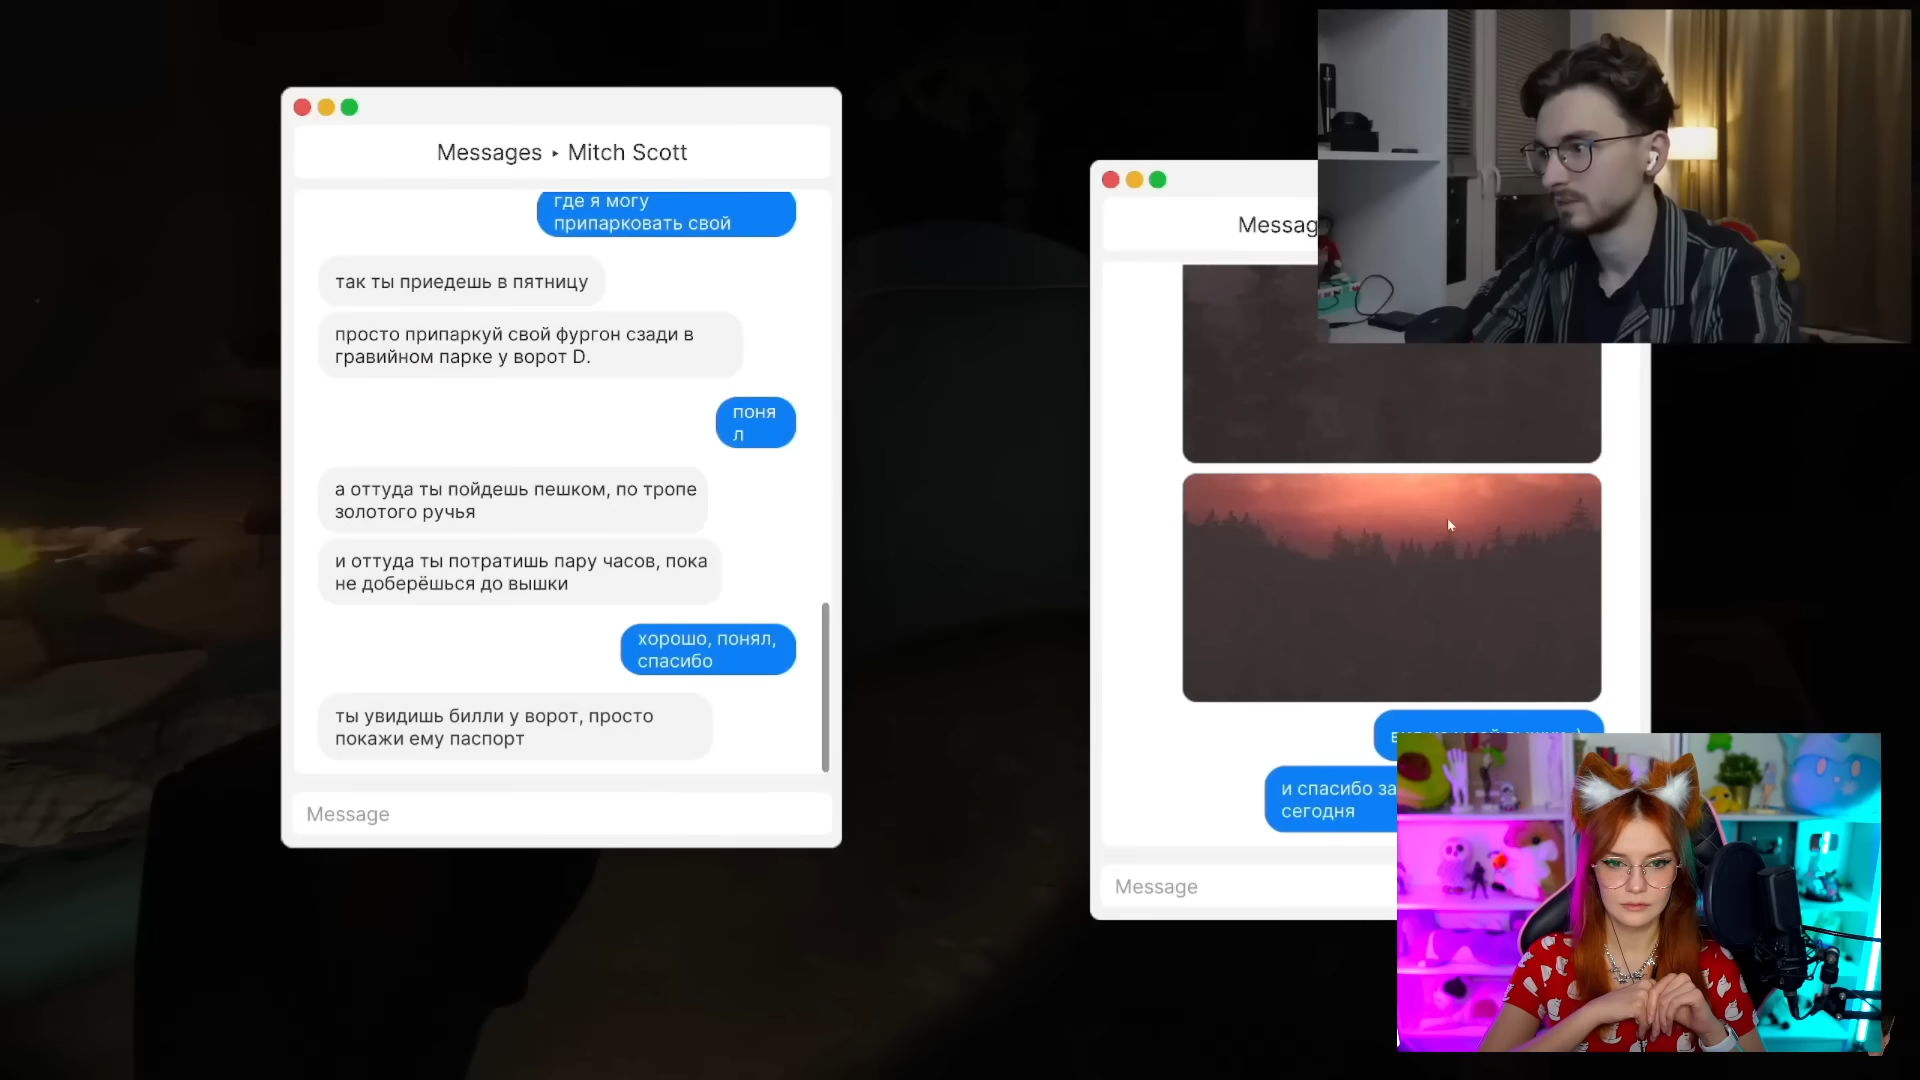 Messages ‣ Mitch Scott
где я могу
припарковать свой
так ты приедешь в пятницу
просто припаркуй свой фургон сзади в
гравийном парке у ворот D.
поня
л
а оттуда ты пойдешь пешком, по тропе
золотого ручья
и оттуда ты потратишь пару часов, пока
не доберёшься до вышки
хорошо, понял,
спасибо
ты увидишь билли у ворот, просто
покажи ему паспорт
Message
Messag
и спасибо за
сегодня
Message